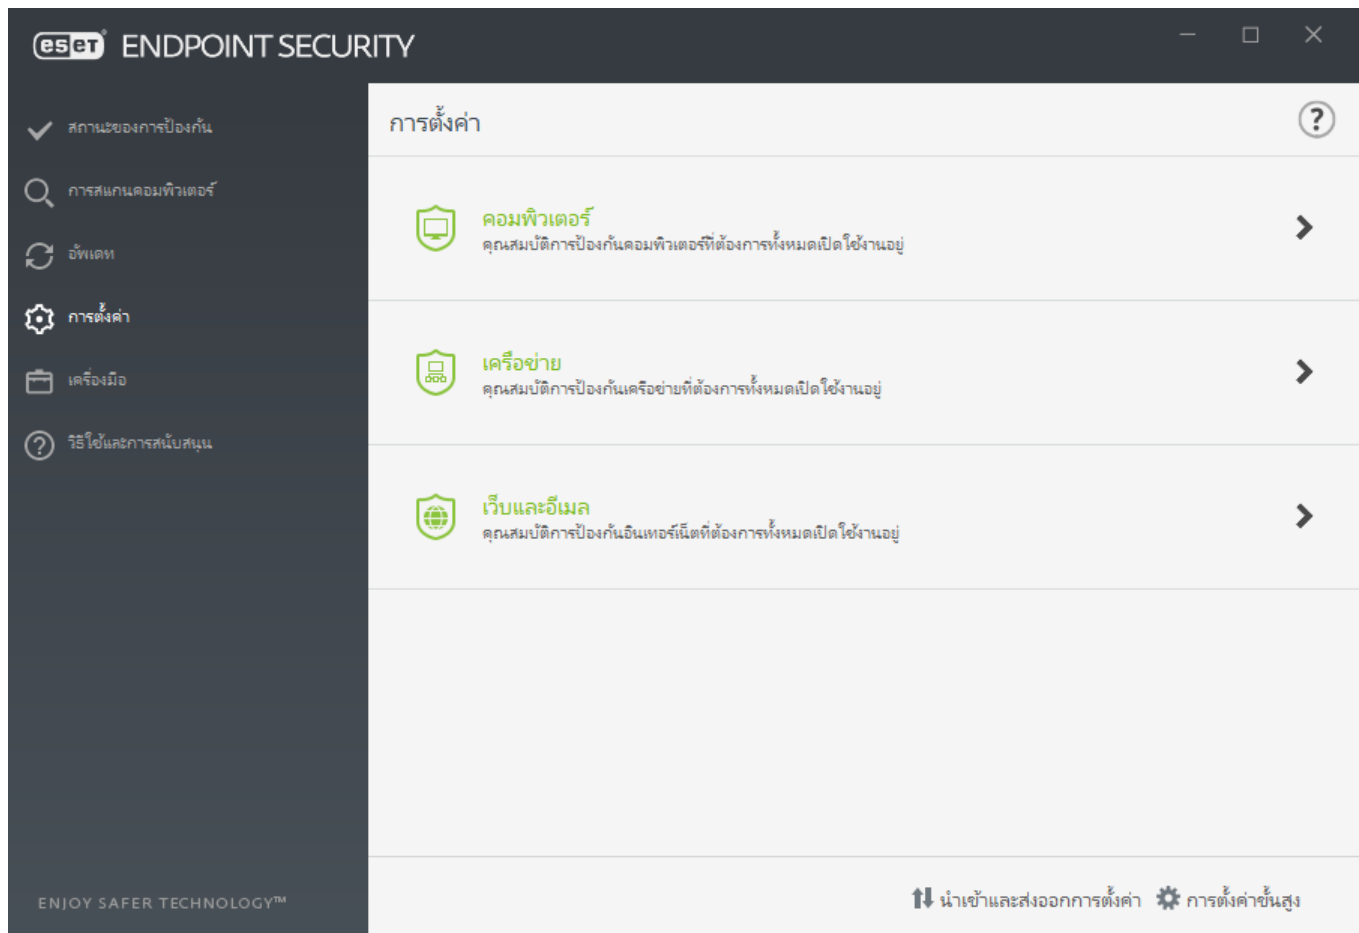 eset ENDPOINT SECURITY
สถานะของการป้องกัน
การสแกนคอมพิวเตอร์
อัพเดท
การตั้งค่า
เครื่องมือ
วิธีใช้และการสนับสนุน
ENJOY SAFER TECHNOLOGY™
การตั้งค่า
?
คอมพิวเตอร์
คุณสมบัติการป้องกันคอมพิวเตอร์ที่ต้องการทั้งหมดเปิดใช้งานอยู่
เครือข่าย
คุณสมบัติการป้องกันเครือข่ายที่ต้องการทั้งหมดเปิดใช้งานอยู่
เว็บและอีเมล
คุณสมบัติการป้องกันอินเทอร์เน็ตที่ต้องการทั้งหมดเปิดใช้งานอยู่
นำเข้าและส่งออกการตั้งค่า การตั้งค่าขั้นสูง